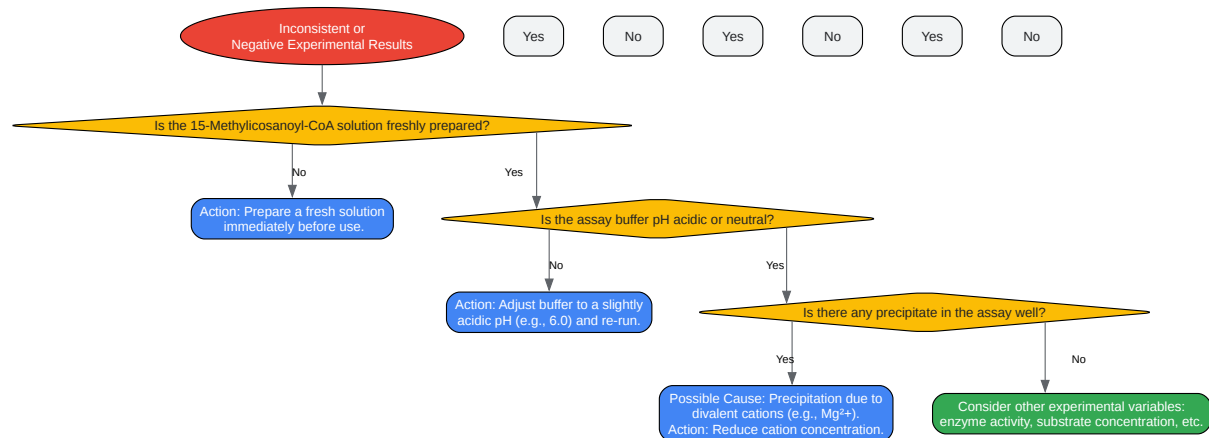 Inconsistent or
Negative Experimental Results
Yes
No
Yes
No
Yes
No
Is the 15-Methylicosanoyl-CoA solution freshly prepared?
No
Yes
Action: Prepare a fresh solution
immediately before use.
Is the assay buffer pH acidic or neutral?
No
Yes
Action: Adjust buffer to a slightly
acidic pH (e.g., 6.0) and re-run.
Is there any precipitate in the assay well?
Yes
No
Possible Cause: Precipitation due to
divalent cations (e.g., Mg²+).
Action: Reduce cation concentration.
Consider other experimental variables:
enzyme activity, substrate concentration, etc.